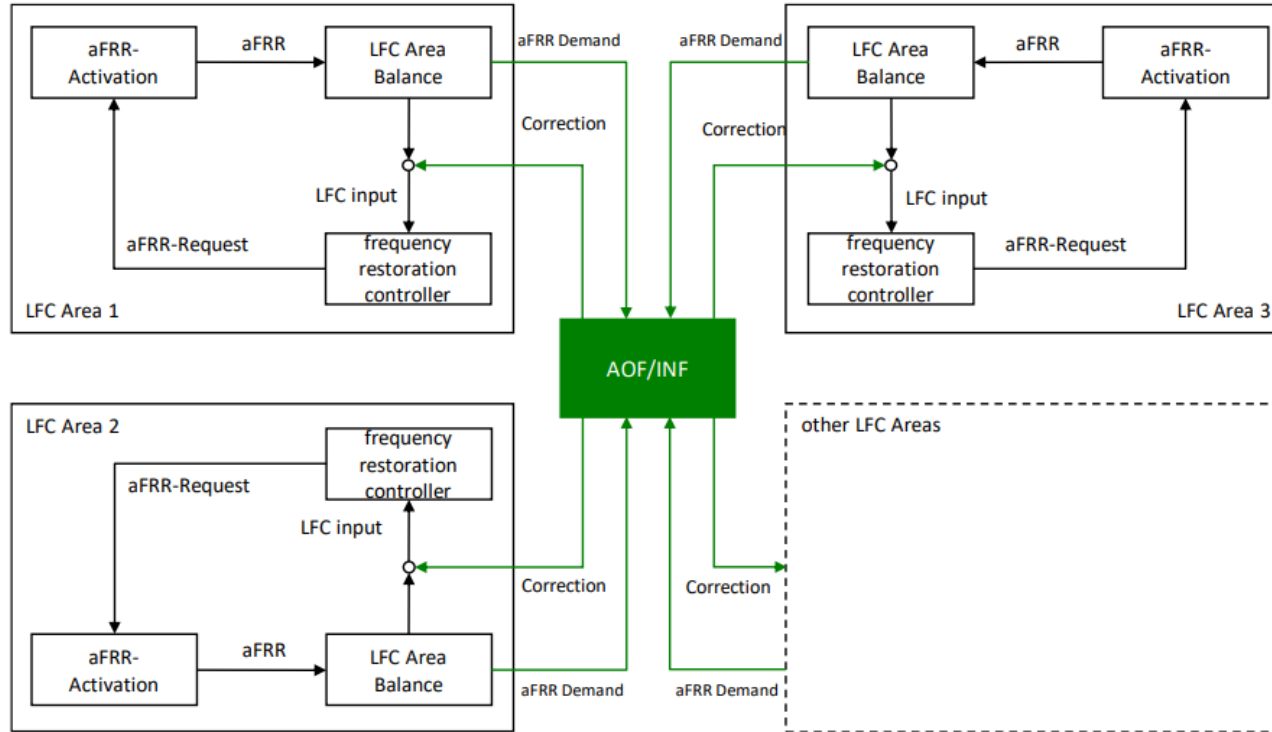 aFRR-
Activation
aFRR
LFC Area
Balance
aFRR Demand
Correction
LFC input
aFRR-Request
frequency
restoration
controller
LFC Area 1
aFRR Demand
LFC Area
Balance
aFRR
aFRR-
Activation
Correction
LFC input
frequency
restoration
controller
aFRR-Request
LFC Area 3
AOF/INF
LFC Area 2
frequency
restoration
controller
aFRR-Request
LFC input
Correction
aFRR-
Activation
aFRR
LFC Area
Balance
aFRR Demand
other LFC Areas
Correction
aFRR Demand